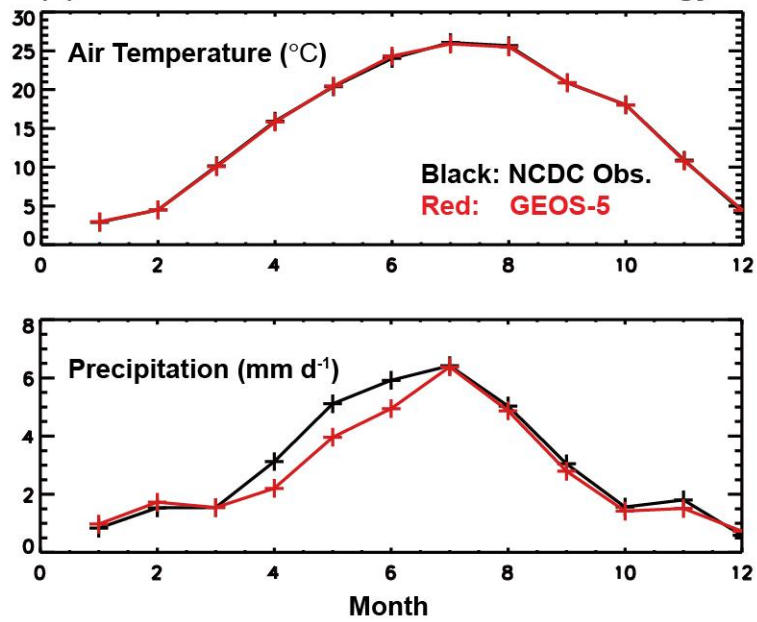 30
25
20
15
10
5
0
Air Temperature (°C)
Black: NCDC Obs.
Red: GEOS-5
0 2 4 6 8 10 12
8
6
4
2
0
Precipitation (mm d⁻¹)
0 2 4 6 8 10 12
Month